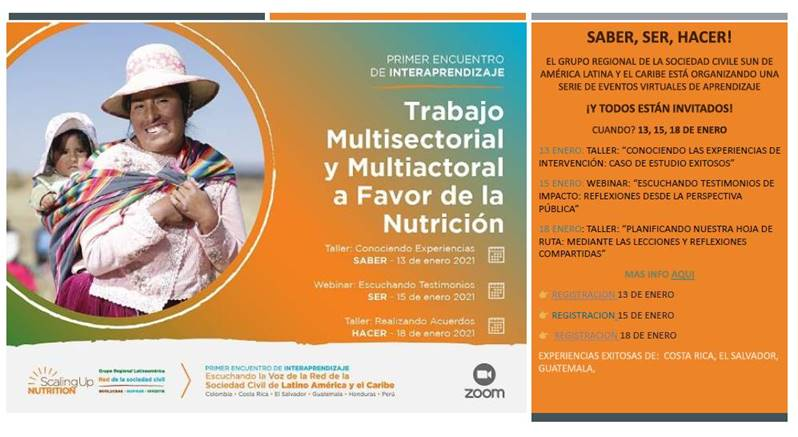 PRIMER ENCUENTRO
DE INTERAPRENDIZAJE
Trabajo
Multisectorial
y Multiactoral
a Favor de la
Nutrición
Taller: Conociendo Experiencias
SABER - 13 de enero 2021
Webinar: Escuchando Testimonios
SER - 15 de enero 2021
Taller: Realizando Acuerdos
HACER - 18 de enero 2021
Scaling Up
NUTRITION
Grupo Regional Latinoamérica
Red de la sociedad civil
PRIMER ENCUENTRO DE INTERAPRENDIZAJE
Escuchando la Voz de la Red de la
Sociedad Civil de Latino América y el Caribe
Colombia • Costa Rica • El Salvador • Guatemala • Honduras • Perú
zoom
SABER, SER, HACER!
EL GRUPO REGIONAL DE LA SOCIEDAD CIVILE SUN DE
AMÉRICA LATINA Y EL CARIBE ESTÁ ORGANIZANDO UNA
SERIE DE EVENTOS VIRTUALES DE APRENDIZAJE
¡Y TODOS ESTÁN INVITADOS!
CUANDO? 13, 15, 18 DE ENERO
13 ENERO: TALLER: “CONOCIENDO LAS EXPERIENCIAS DE
INTERVENCIÓN: CASO DE ESTUDIO EXITOSOS”
15 ENERO: WEBINAR: “ESCUCHANDO TESTIMONIOS DE
IMPACTO: REFLEXIONES DESDE LA PERSPECTIVA
PÚBLICA”
18 ENERO: TALLER: “PLANIFICANDO NUESTRA HOJA DE
RUTA: MEDIANTE LAS LECCIONES Y REFLEXIONES
COMPARTIDAS”
MAS INFO AQUI
REGISTRACION 13 DE ENERO
REGISTRACION 15 DE ENERO
REGISTRACION 18 DE ENERO
EXPERIENCIAS EXITOSAS DE: COSTA RICA, EL SALVADOR,
GUATEMALA,